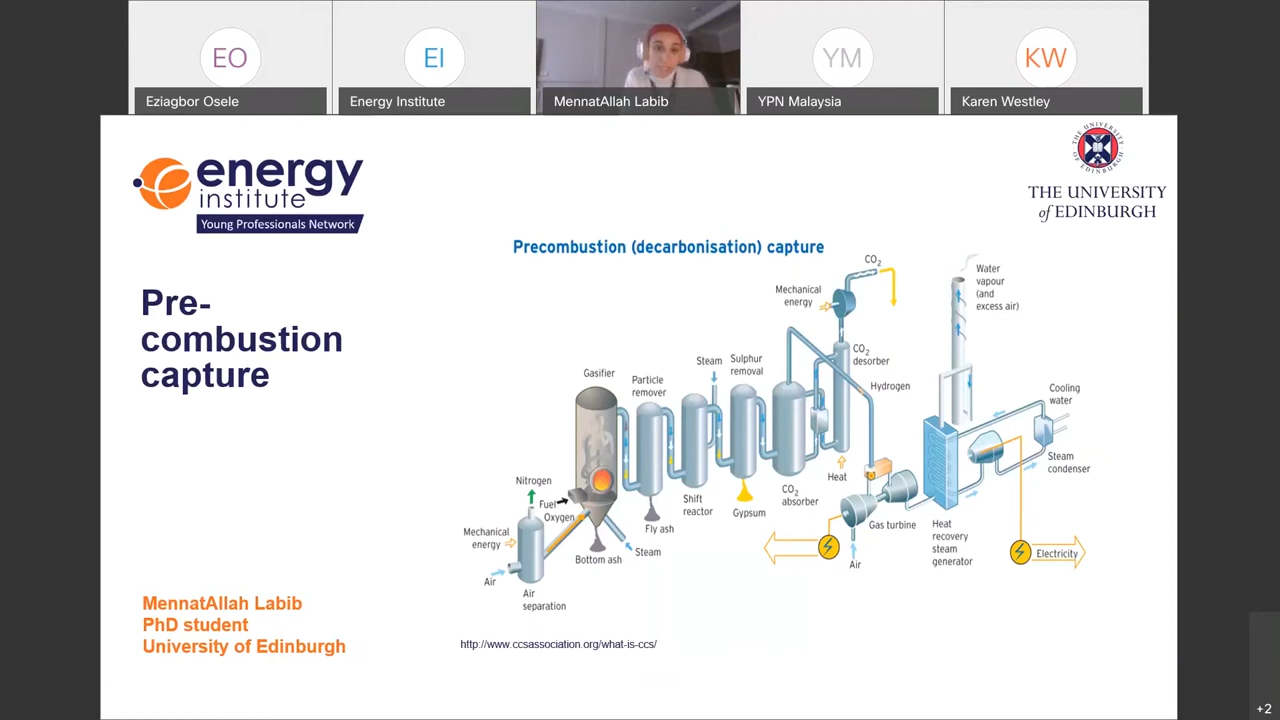 EO
EI
YM
KW
Eziagbor Osele
Energy Institute
MennatAllah Labib
YPN Malaysia
Karen Westley
energy
institute
Young Professionals Network
THE UNIVERSITY
of EDINBURGH
Pre-
combustion
capture
Precombustion (decarbonisation) capture
CO2
Mechanical
energy
Water
vapour
(and
excess air)
CO2
desorber
Steam
Sulphur
removal
Gasifier
Particle
remover
Hydrogen
Cooling
water
Steam
condenser
Heat
Nitrogen
Fuel
Oxygen
CO2
absorber
Shift
reactor
Gypsum
Fly ash
Mechanical
energy
Steam
Bottom ash
Gas turbine
Heat
recovery
steam
generator
Electricity
Air
Air
Air
separation
MennatAllah Labib
PhD student
University of Edinburgh
http://www.ccsassociation.org/what-is-ccs/
+2